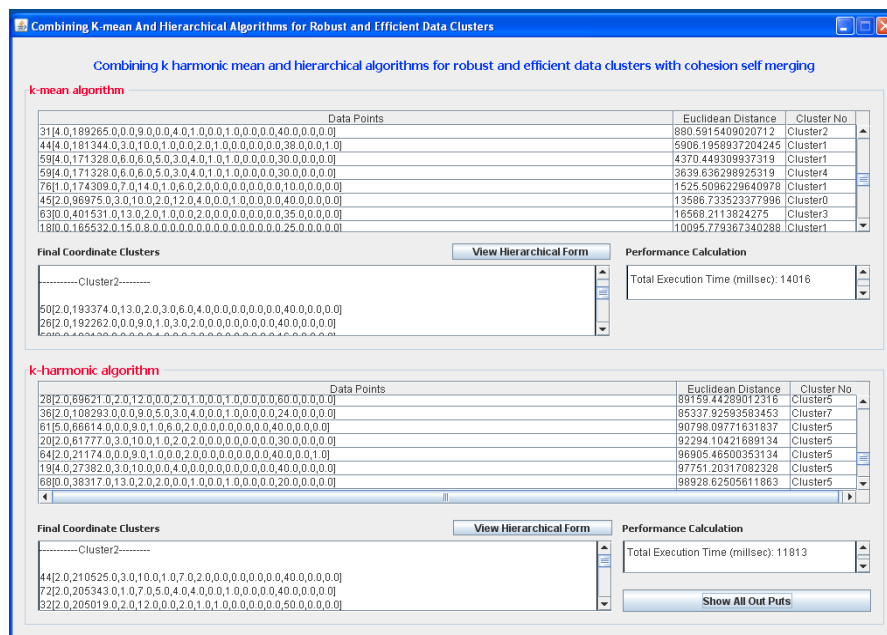 Combining K-mean And Hierarchical Algorithms for Robust and Efficient Data Clusters
Combining k harmonic mean and hierarchical algorithms for robust and efficient data clusters with cohesion self merging
k-mean algorithm
Data Points Euclidean Distance Cluster No
31[4.0,189265.0,0.0,9.0,0.0,4.0,1.0,0.0,1.0,0.0,0.0,40.0,0.0,0.0] 880.5915409020712 Cluster2
44[4.0,181344.0,3.0,10.0,1.0,0.0,2.0,1.0,0.0,0.0,0.0,38.0,0.0,1.0] 5906.1958937204245 Cluster1
59[4.0,171328.0,6.0,6.0,5.0,3.0,4.0,1.0,1.0,0.0,0.0,30.0,0.0,0.0] 4370.449309937319 Cluster1
59[4.0,171328.0,6.0,6.0,5.0,3.0,4.0,1.0,1.0,0.0,0.0,30.0,0.0,0.0] 3639.636298925319 Cluster4
76[1.0,174309.0,7.0,14.0,1.0,6.0,2.0,0.0,0.0,0.0,0.0,10.0,0.0,0.0] 1525.5096229640978 Cluster1
45[2.0,96975.0,3.0,10.0,2.0,12.0,4.0,0.0,1.0,0.0,0.0,40.0,0.0,0.0] 13586.733523377996 Cluster0
63[0.0,401531.0,13.0,2.0,1.0,0.0,2.0,0.0,0.0,0.0,0.0,35.0,0.0,0.0] 16568.2113824275 Cluster3
18[0.0,165532.0,15.0,8.0,0.0,0.0,0.0,0.0,0.0,0.0,0.0,25.0,0.0,0.0] 10095.779367340288 Cluster1
Final Coordinate Clusters View Hierarchical Form Performance Calculation
-----------Cluster2---------
Total Execution Time (millsec): 14016
50[2.0,193374.0,13.0,2.0,3.0,6.0,4.0,0.0,0.0,0.0,0.0,40.0,0.0,0.0]
26[2.0,192262.0,0.0,9.0,1.0,3.0,2.0,0.0,0.0,0.0,0.0,40.0,0.0,0.0]
k-harmonic algorithm
Data Points Euclidean Distance Cluster No
28[2.0,69621.0,2.0,12.0,0.0,2.0,1.0,0.0,1.0,0.0,0.0,60.0,0.0,0.0] 89159.44289012316 Cluster5
36[2.0,108293.0,0.0,9.0,5.0,3.0,4.0,0.0,1.0,0.0,0.0,24.0,0.0,0.0] 85337.92593583453 Cluster7
61[5.0,66614.0,0.0,9.0,1.0,6.0,2.0,0.0,0.0,0.0,0.0,40.0,0.0,0.0] 90798.09771631837 Cluster5
20[2.0,61777.0,3.0,10.0,1.0,2.0,2.0,0.0,0.0,0.0,0.0,30.0,0.0,0.0] 92294.10421689134 Cluster5
64[2.0,21174.0,0.0,9.0,1.0,0.0,2.0,0.0,0.0,0.0,0.0,40.0,0.0,1.0] 96905.46500353134 Cluster5
19[4.0,27382.0,3.0,10.0,0.0,4.0,0.0,0.0,0.0,0.0,0.0,40.0,0.0,0.0] 97751.20317082328 Cluster5
68[0.0,38317.0,13.0,2.0,2.0,0.0,1.0,0.0,1.0,0.0,0.0,20.0,0.0,0.0] 98928.62505611863 Cluster5
Final Coordinate Clusters View Hierarchical Form Performance Calculation
-----------Cluster2---------
Total Execution Time (millsec): 11813
44[2.0,210525.0,3.0,10.0,1.0,7.0,2.0,0.0,0.0,0.0,0.0,40.0,0.0,0.0]
72[2.0,205343.0,1.0,7.0,5.0,4.0,4.0,0.0,1.0,0.0,0.0,40.0,0.0,0.0]
32[2.0,205019.0,2.0,12.0,0.0,2.0,1.0,1.0,0.0,0.0,0.0,50.0,0.0,0.0]
Show All Out Puts